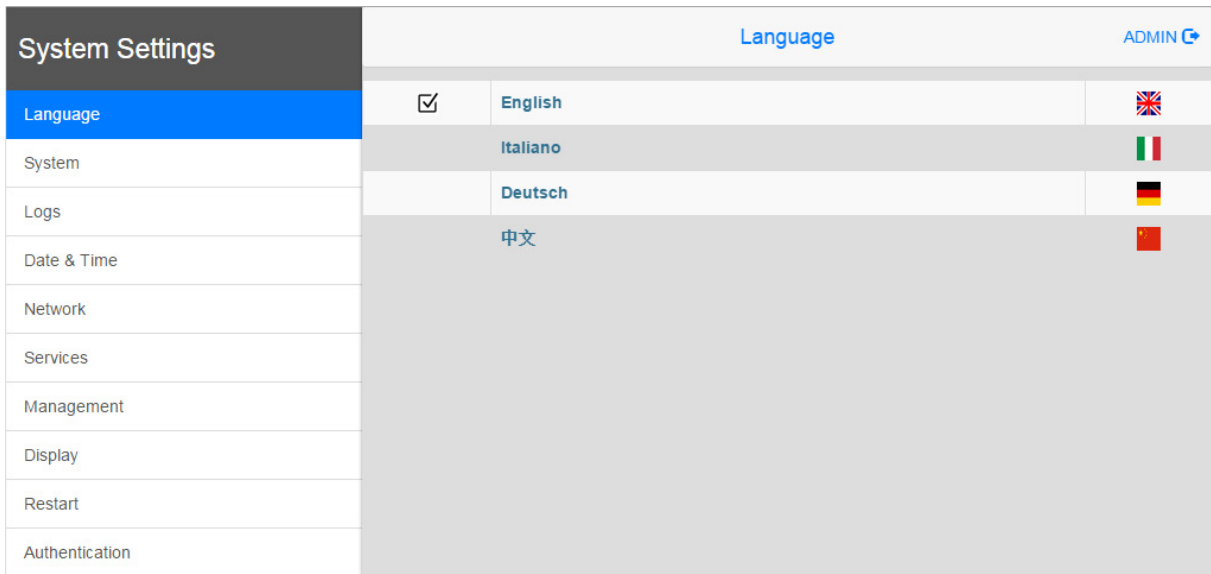 System Settings
Language
System
Logs
Date & Time
Network
Services
Management
Display
Restart
Authentication
Language
ADMIN
English
Italiano
Deutsch
中文